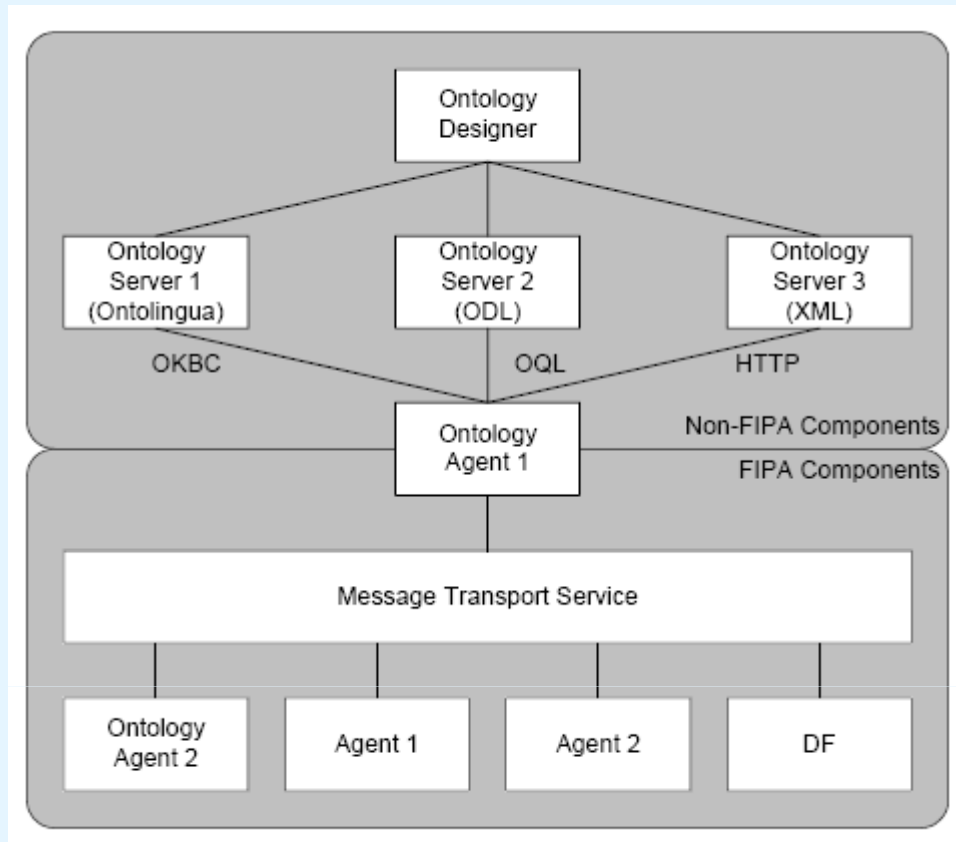 Ontology
Designer
Ontology
Server 1
(Ontolingua)
Ontology
Server 2
(ODL)
Ontology
Server 3
(XML)
OKBC
OQL
HTTP
Ontology
Agent 1
Non-FIPA Components
FIPA Components
Message Transport Service
Ontology
Agent 2
Agent 1
Agent 2
DF